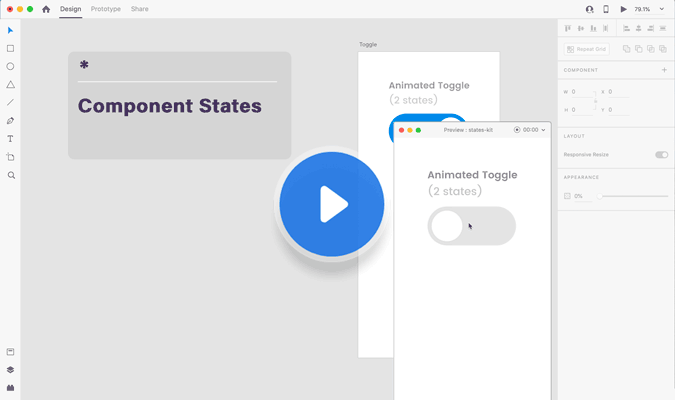 Design
Prototype
Share
79.1%
*
Component States
Toggle
Animated Toggle
(2 states)
Preview : states-kit
00:00
Animated Toggle
(2 states)
Repeat Grid
COMPONENT
W 0
X 0
H 0
Y 0
LAYOUT
Responsive Resize
APPEARANCE
0%
T